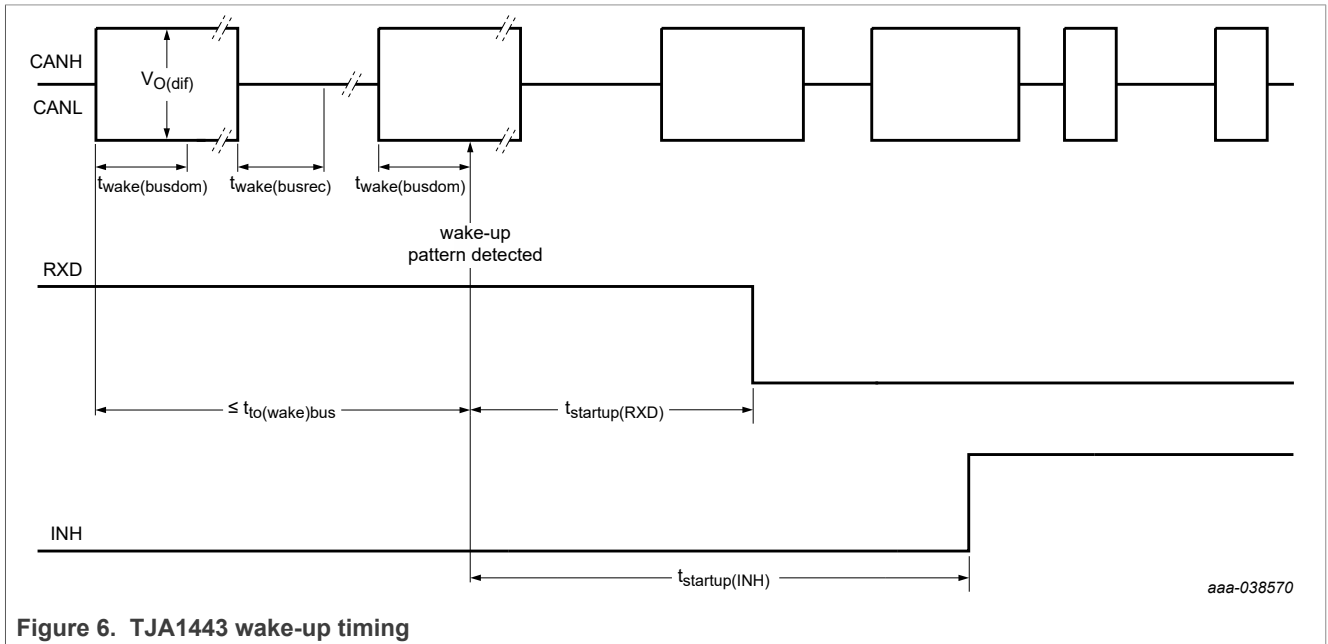 CANH
V_O(dif)
CANL
t_wake(busdom)
t_wake(busrec)
t_wake(busdom)
wake-up
pattern detected
RXD
≤ t_to(wake)bus
t_startup(RXD)
INH
t_startup(INH)
aaa-038570
Figure 6. TJA1443 wake-up timing